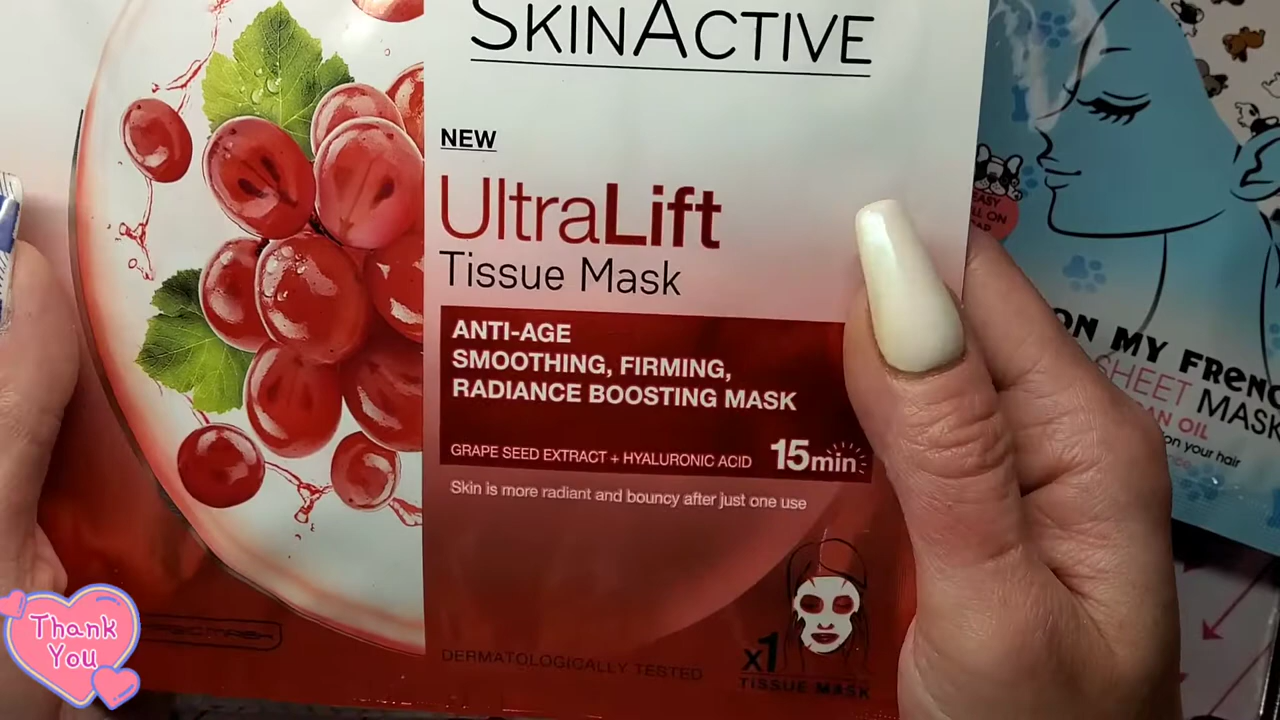 SKINACTIVE
NEW
UltraLift
Tissue Mask
ANTI-AGE
SMOOTHING, FIRMING,
RADIANCE BOOSTING MASK
GRAPE SEED EXTRACT + HYALURONIC ACID 15min
Skin is more radiant and bouncy after just one use
DERMATOLOGICALLY TESTED
x1
TISSUE MASK
EASY
ON MY FRENC
SHEET MASK
AN OIL
on your hair
Thank
You